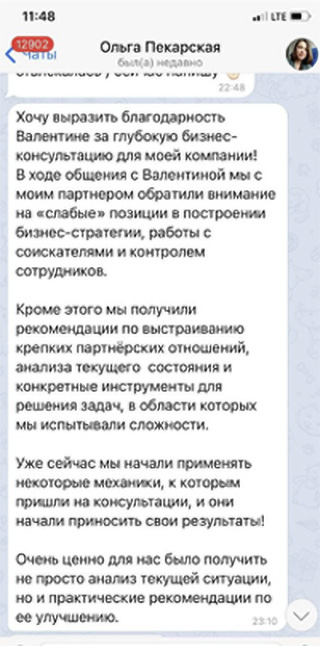 11:48
LTE
12902
Чаты
Ольга Пекарская
был(а) недавно
22:48
Хочу выразить благодарность
Валентине за глубокую бизнес-
консультацию для моей компании!
В ходе общения с Валентиной мы с
моим партнером обратили внимание
на «слабые» позиции в построении
бизнес-стратегии, работы с
соискателями и контролем
сотрудников.
Кроме этого мы получили
рекомендации по выстраиванию
крепких партнёрских отношений,
анализа текущего состояния и
конкретные инструменты для
решения задач, в области которых
мы испытывали сложности.
Уже сейчас мы начали применять
некоторые механики, к которым
пришли на консультации, и они
начали приносить свои результаты!
Очень ценно для нас было получить
не просто анализ текущей ситуации,
но и практические рекомендации по
ее улучшению.
23:10